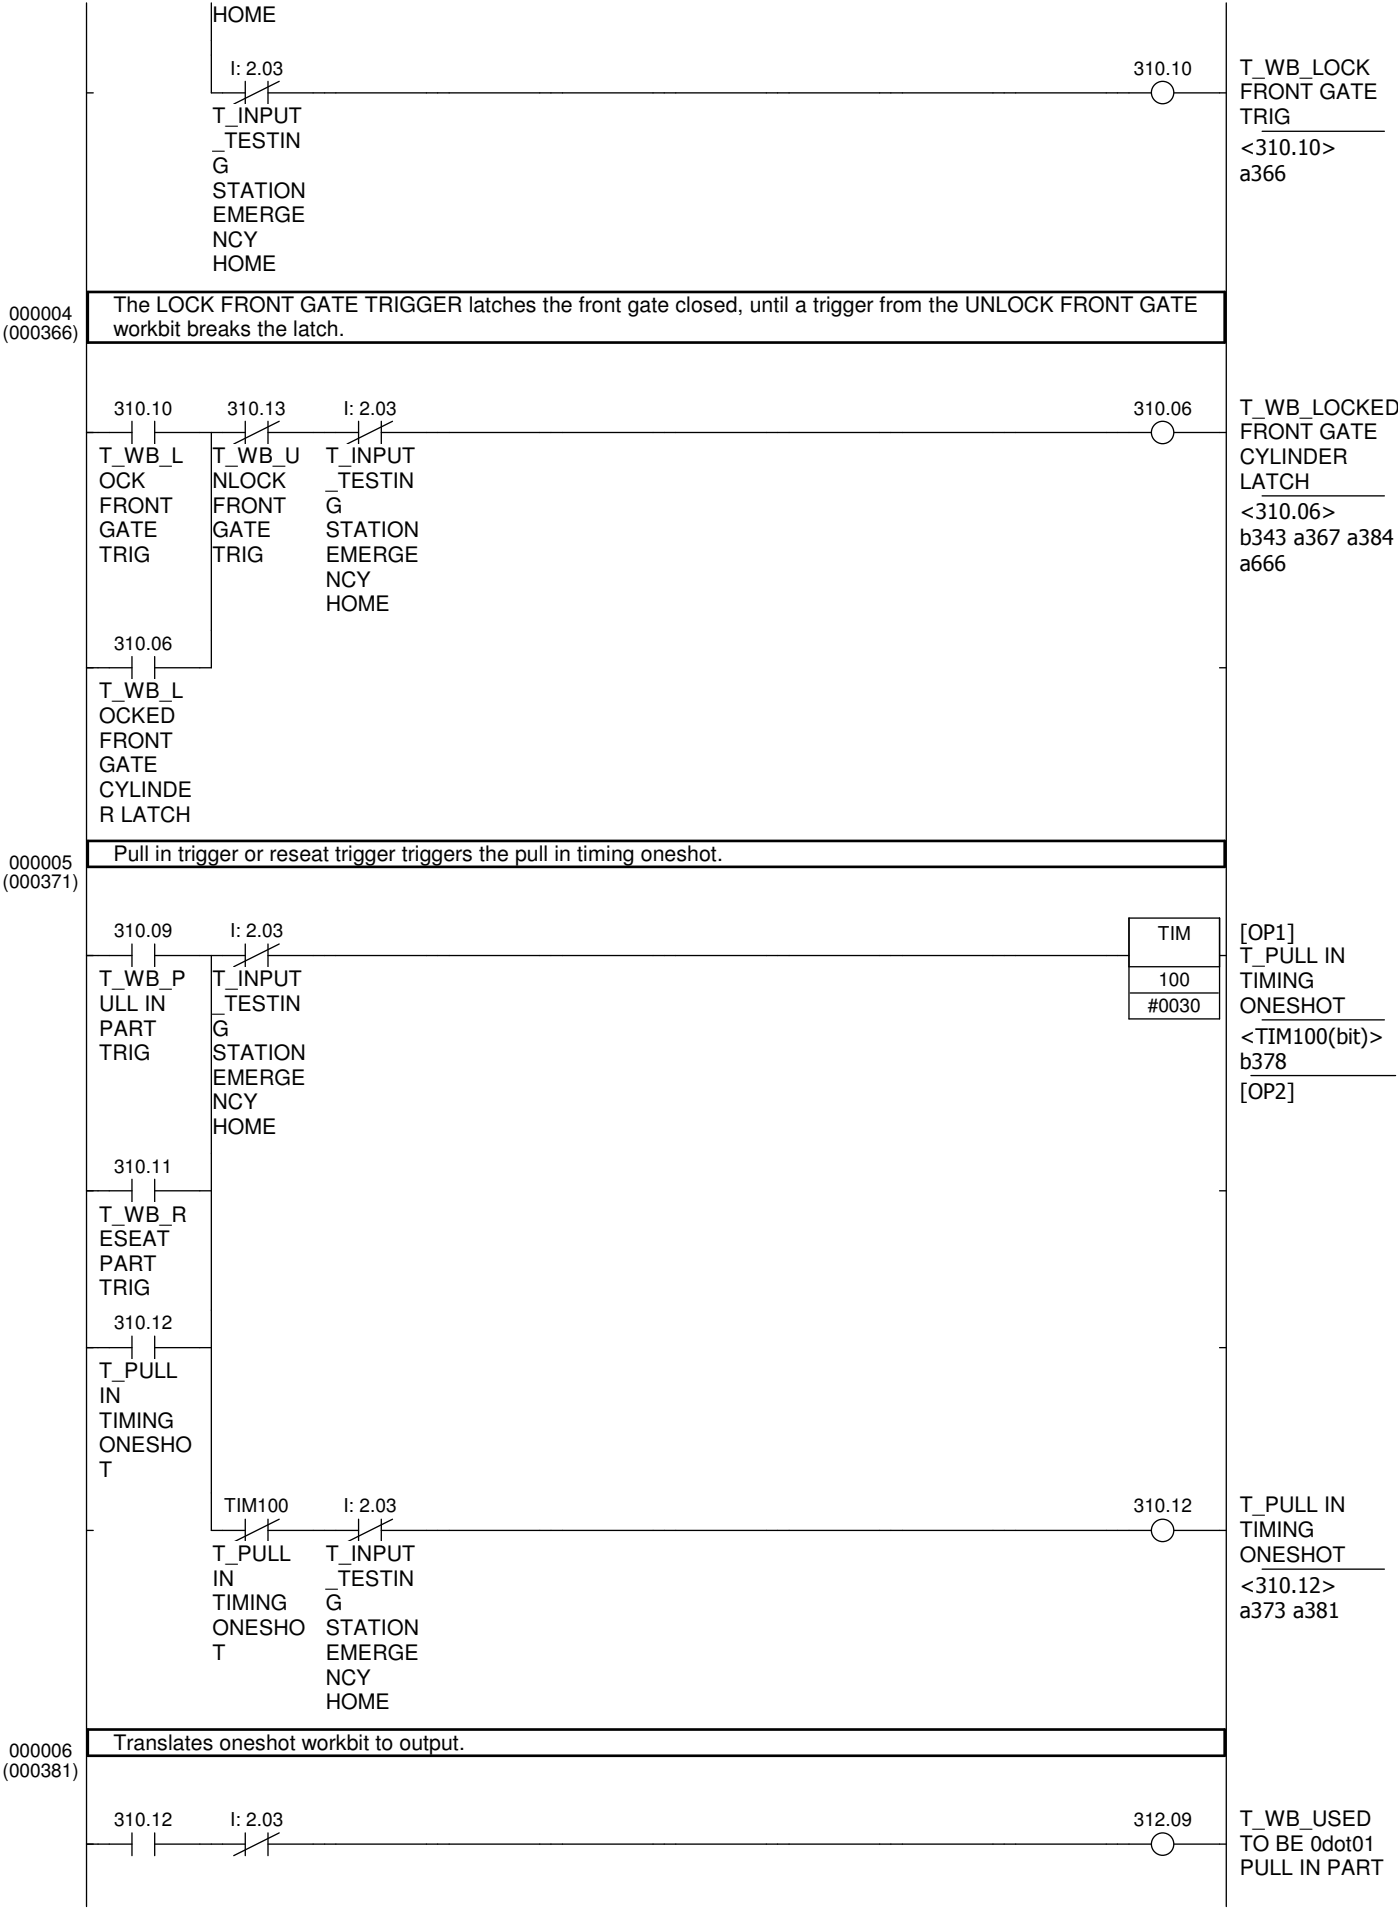 HOME
I: 2.03
310.10
T_WB_LOCK
FRONT GATE
TRIG
<310.10>
a366
T_INPUT
_TESTIN
G
STATION
EMERGE
NCY
HOME
000004
(000366)
The LOCK FRONT GATE TRIGGER latches the front gate closed, until a trigger from the UNLOCK FRONT GATE
workbit breaks the latch.
310.10
310.13
I: 2.03
310.06
T_WB_L
OCK
FRONT
GATE
TRIG
T_WB_U
NLOCK
FRONT
GATE
TRIG
T_INPUT
_TESTIN
G
STATION
EMERGE
NCY
HOME
T_WB_LOCKED
FRONT GATE
CYLINDER
LATCH
<310.06>
b343 a367 a384
a666
310.06
T_WB_L
OCKED
FRONT
GATE
CYLINDE
R LATCH
000005
(000371)
Pull in trigger or reseat trigger triggers the pull in timing oneshot.
310.09
I: 2.03
TIM
100
#0030
T_WB_P
ULL IN
PART
TRIG
T_INPUT
_TESTIN
G
STATION
EMERGE
NCY
HOME
[OP1]
T_PULL IN
TIMING
ONESHOT
<TIM100(bit)>
b378
[OP2]
310.11
T_WB_R
ESEAT
PART
TRIG
310.12
T_PULL
IN
TIMING
ONESHO
T
TIM100
I: 2.03
310.12
T_PULL
IN
TIMING
ONESHO
T
T_INPUT
_TESTIN
G
STATION
EMERGE
NCY
HOME
T_PULL IN
TIMING
ONESHOT
<310.12>
a373 a381
000006
(000381)
Translates oneshot workbit to output.
310.12
I: 2.03
312.09
T_WB_USED
TO BE 0dot01
PULL IN PART